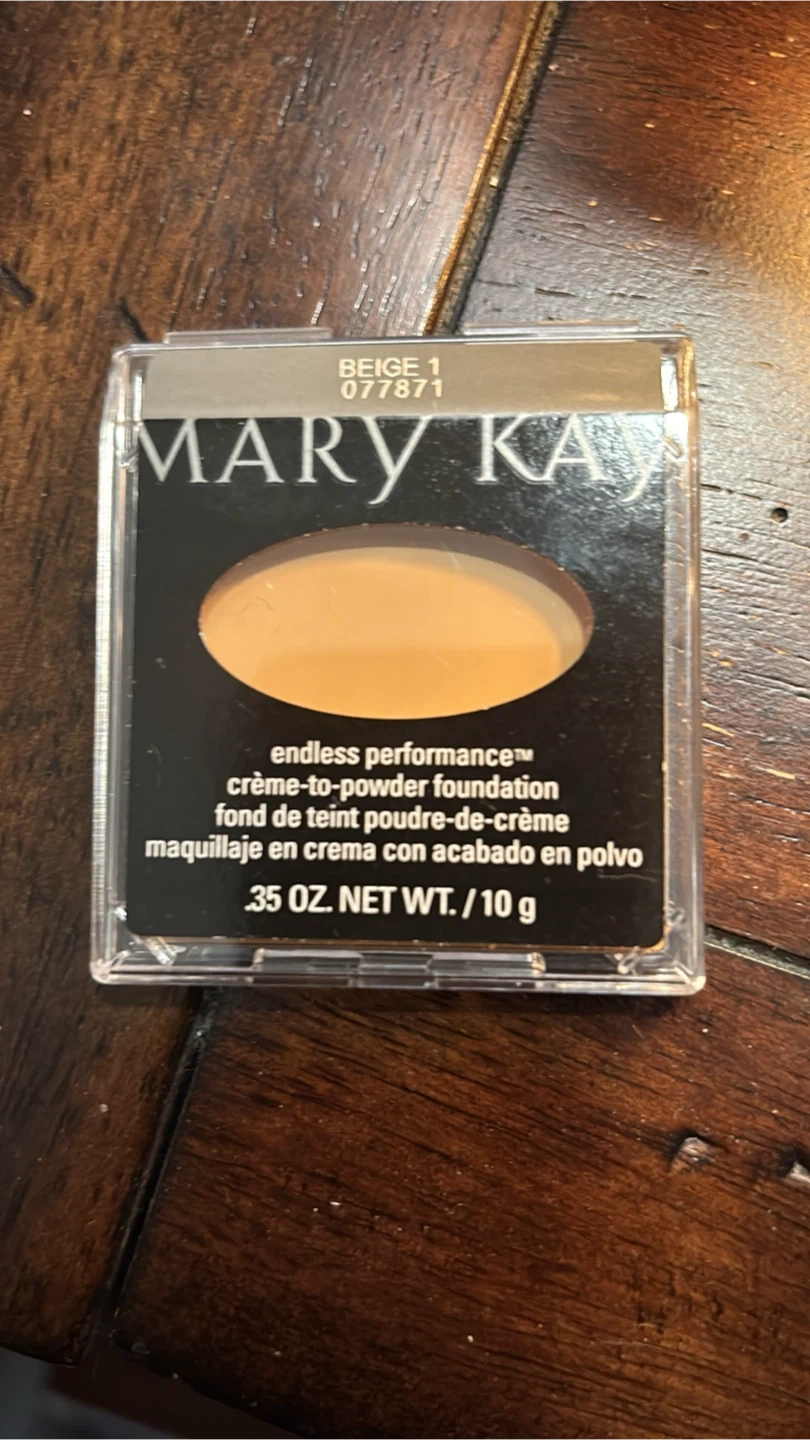 BEIGE 1
077871
MARY KAY
endless performance™
crème-to-powder foundation
fond de teint poudre-de-crème
maquillaje en crema con acabado en polvo
.35 OZ. NET WT. / 10 g